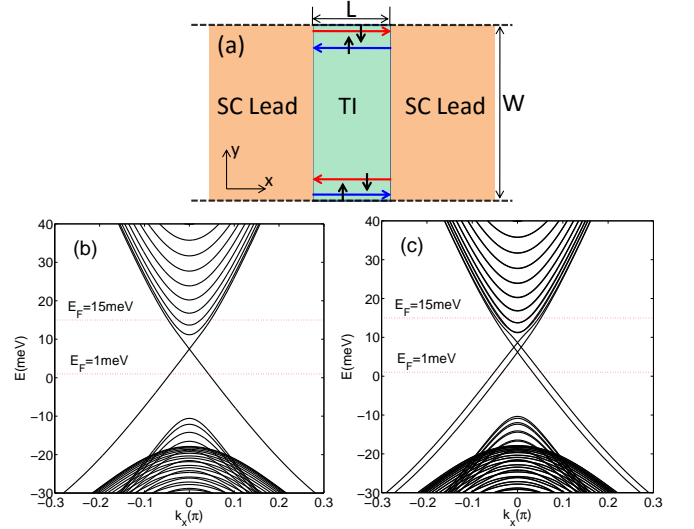 L
(a)
SC Lead
TI
SC Lead
W
y
x
(b)
E_F=15meV
E_F=1meV
E(meV)
40
30
20
10
0
−10
−20
−30
−0.3 −0.2 −0.1 0 0.1 0.2 0.3
k_x(π)
(c)
E_F=15meV
E_F=1meV
E(meV)
40
30
20
10
0
−10
−20
−30
−0.3 −0.2 −0.1 0 0.1 0.2 0.3
k_x(π)